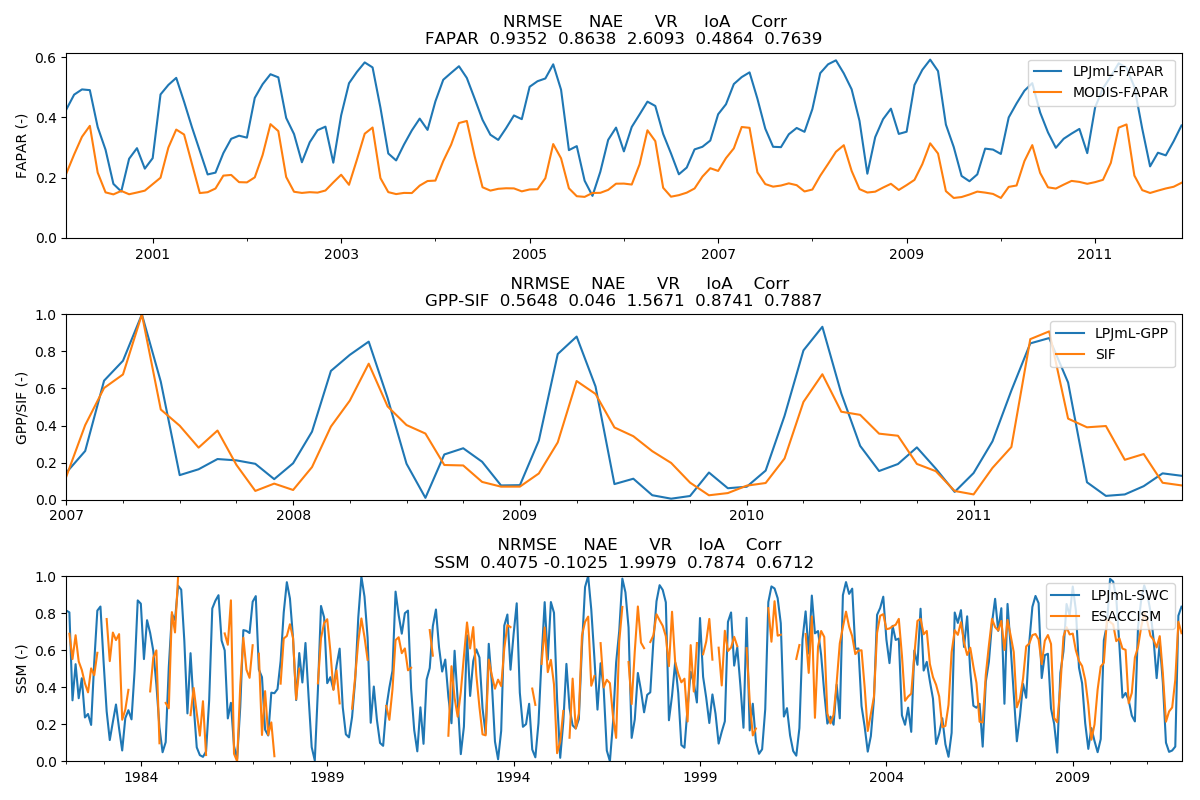 NRMSE NAE VR IoA Corr
FAPAR 0.9352 0.8638 2.6093 0.4864 0.7639
0.6
0.4
0.2
0.0
FAPAR (-)
LPJmL-FAPAR
MODIS-FAPAR
2001 2003 2005 2007 2009 2011
NRMSE NAE VR IoA Corr
GPP-SIF 0.5648 0.046 1.5671 0.8741 0.7887
1.0
0.8
0.6
0.4
0.2
0.0
GPP/SIF (-)
LPJmL-GPP
SIF
2007 2008 2009 2010 2011
NRMSE NAE VR IoA Corr
SSM 0.4075 -0.1025 1.9979 0.7874 0.6712
1.0
0.8
0.6
0.4
0.2
0.0
SSM (-)
LPJmL-SWC
ESACCISM
1984 1989 1994 1999 2004 2009